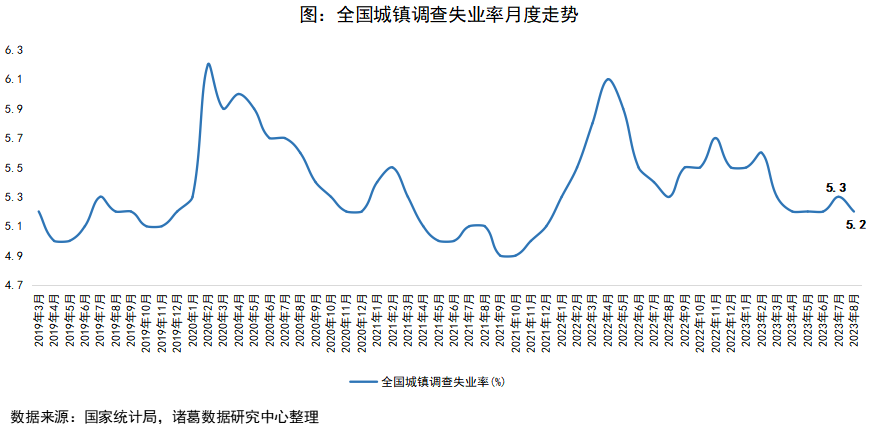 图：全国城镇调查失业率月度走势
6.3
6.1
5.9
5.7
5.5
5.3
5.1
4.9
4.7
5.3
5.2
2019年3月
2019年4月
2019年5月
2019年6月
2019年7月
2019年8月
2019年9月
2019年10月
2019年11月
2019年12月
2020年1月
2020年2月
2020年3月
2020年4月
2020年5月
2020年6月
2020年7月
2020年8月
2020年9月
2020年10月
2020年11月
2020年12月
2021年1月
2021年2月
2021年3月
2021年4月
2021年5月
2021年6月
2021年7月
2021年8月
2021年9月
2021年10月
2021年11月
2021年12月
2022年1月
2022年2月
2022年3月
2022年4月
2022年5月
2022年6月
2022年7月
2022年8月
2022年9月
2022年10月
2022年11月
2022年12月
2023年1月
2023年2月
2023年3月
2023年4月
2023年5月
2023年6月
2023年7月
2023年8月
全国城镇调查失业率(%)
数据来源：国家统计局，诸葛数据研究中心整理